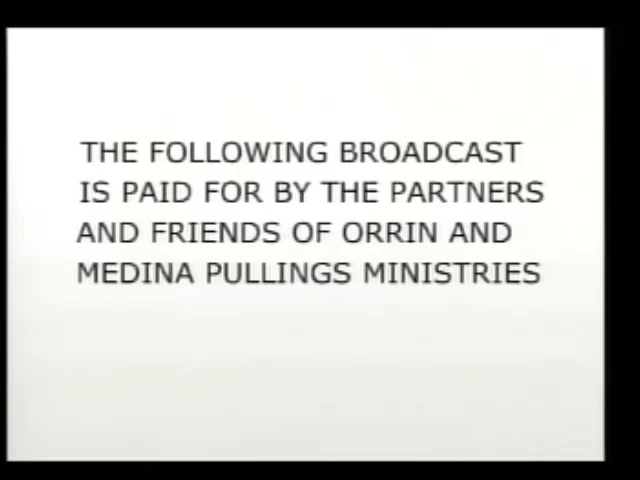 THE FOLLOWING BROADCAST
IS PAID FOR BY THE PARTNERS
AND FRIENDS OF ORRIN AND
MEDINA PULLINGS MINISTRIES